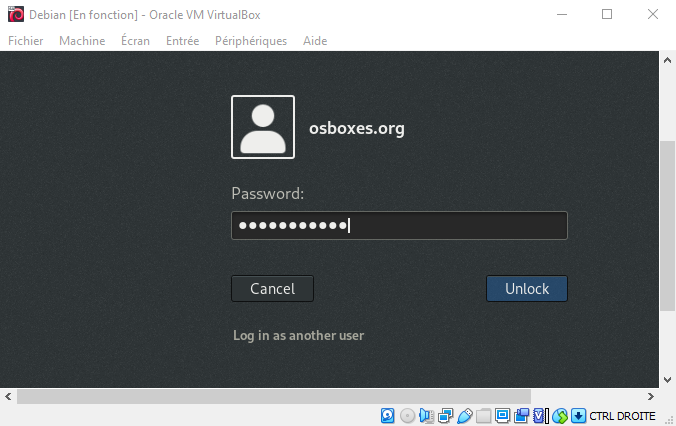 Debian [En fonction] - Oracle VM VirtualBox
Fichier Machine Écran Entrée Périphériques Aide
osboxes.org
Password:
●●●●●●●●●●●
Cancel Unlock
Log in as another user
CTRL DROITE